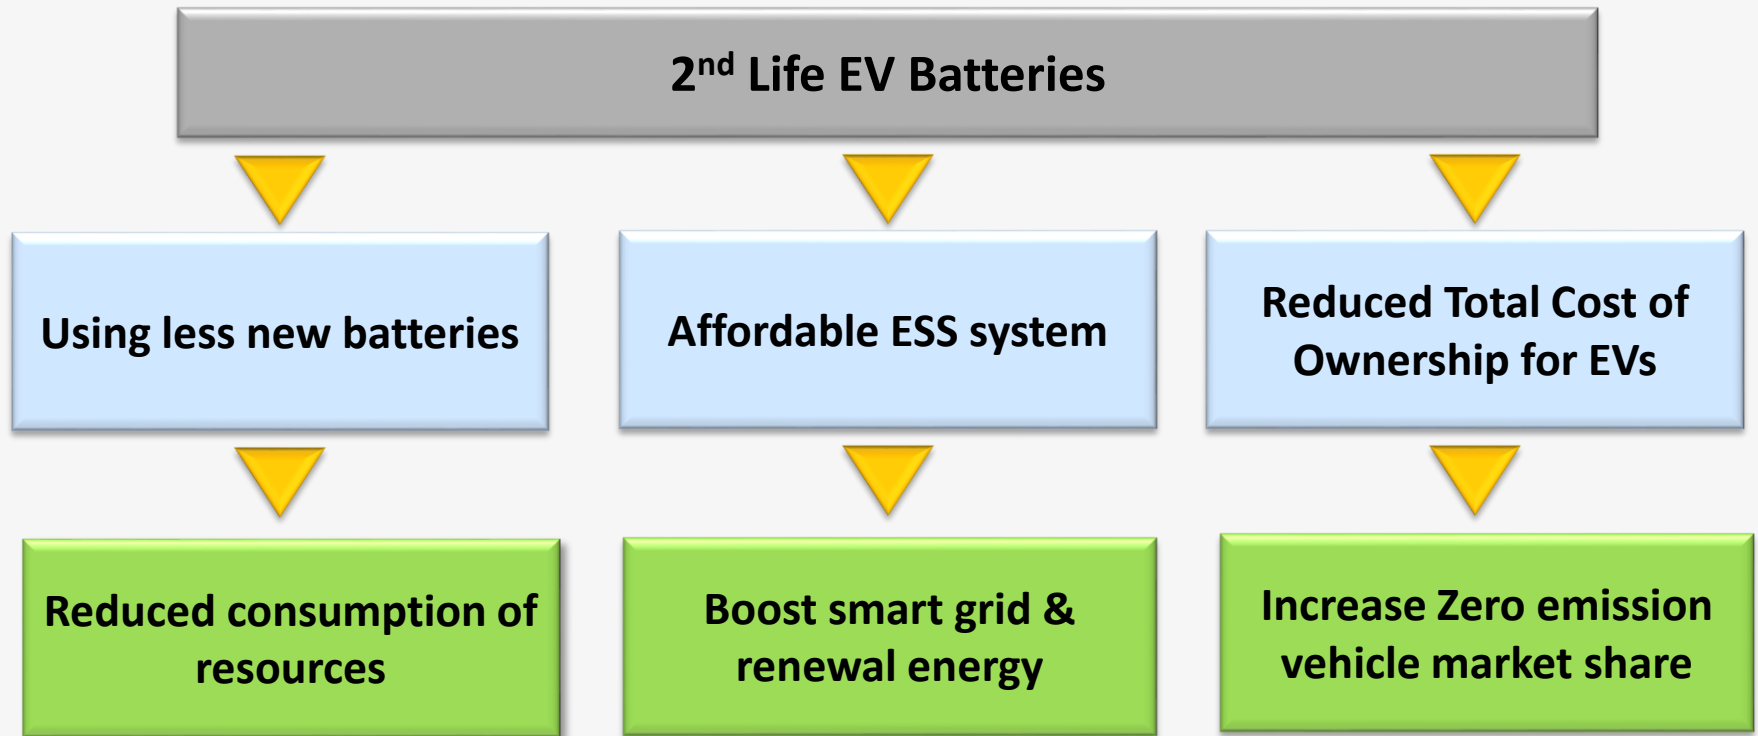 2nd Life EV Batteries
Using less new batteries
Affordable ESS system
Reduced Total Cost of
Ownership for EVs
Reduced consumption of
resources
Boost smart grid &
renewal energy
Increase Zero emission
vehicle market share